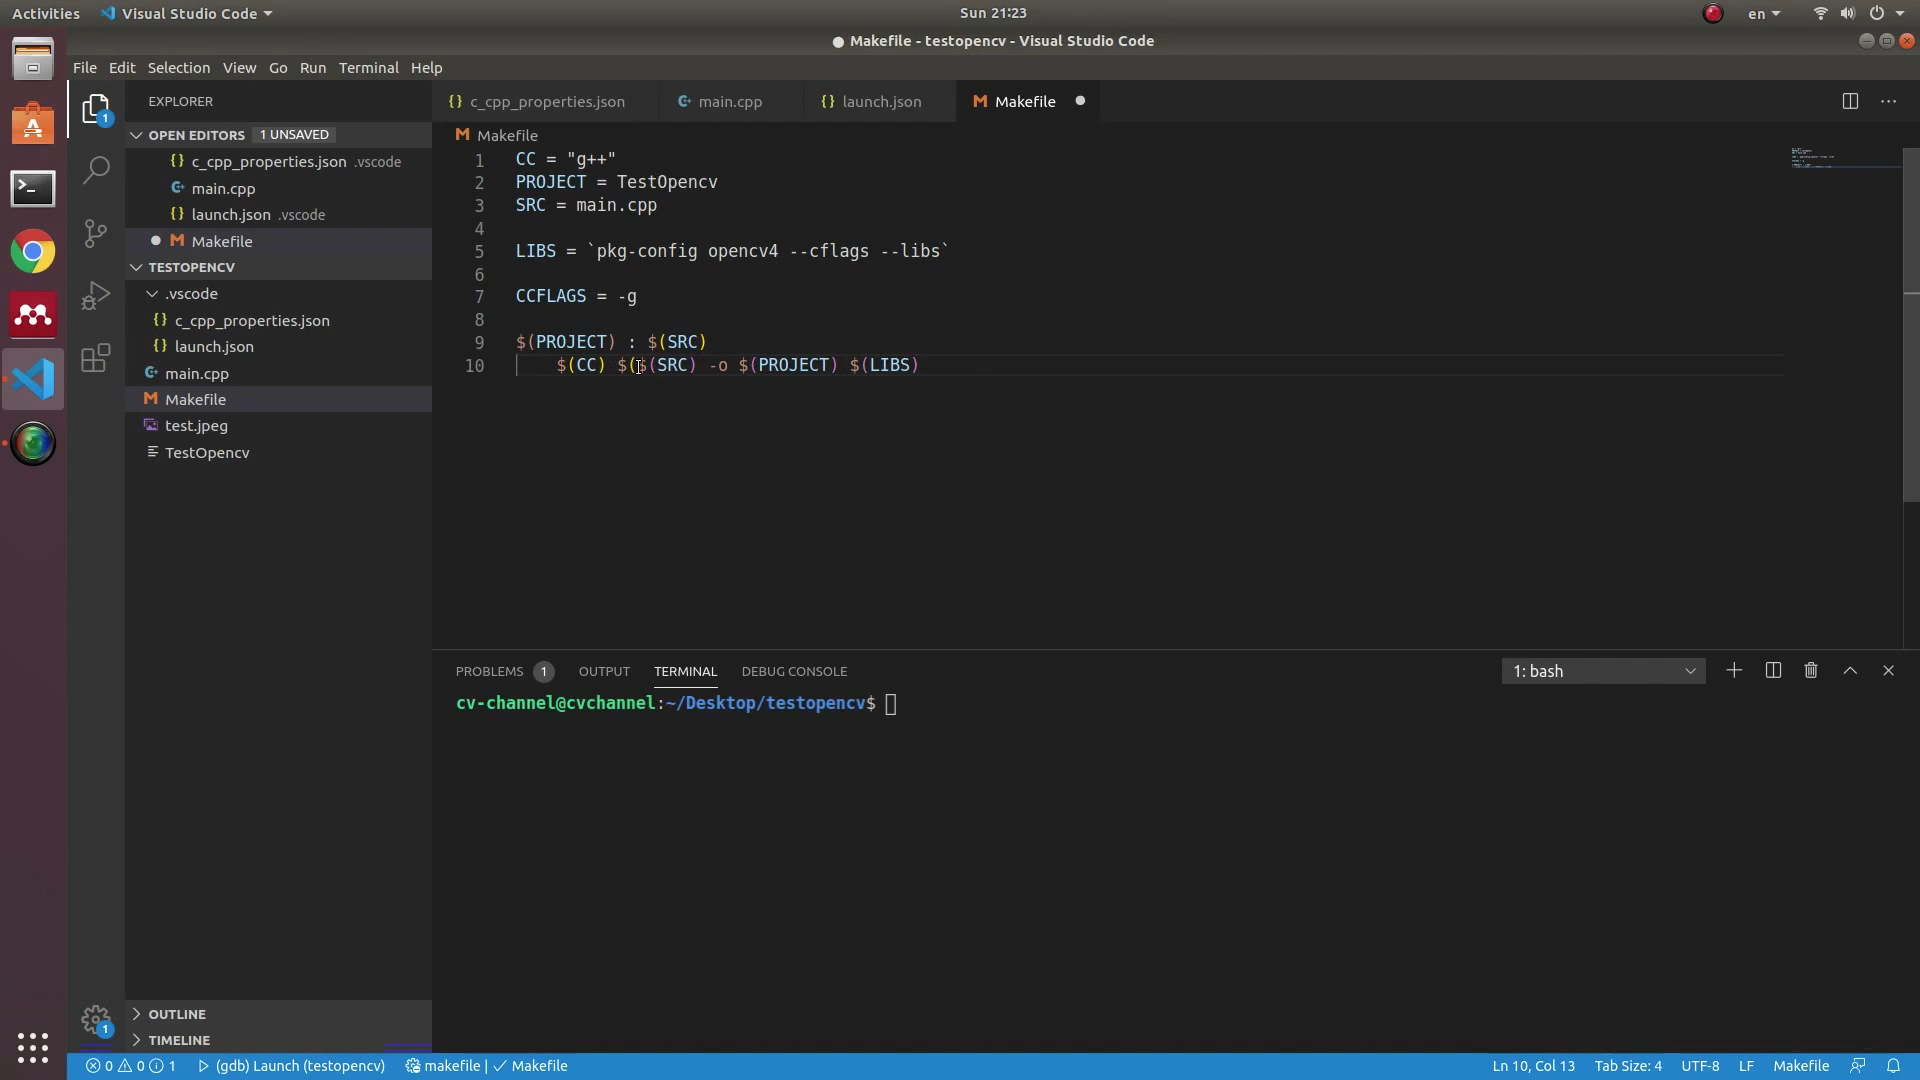 Activities Visual Studio Code Sun 21:23 en
● Makefile - testopencv - Visual Studio Code
File Edit Selection View Go Run Terminal Help
EXPLORER
OPEN EDITORS 1 UNSAVED
{} c_cpp_properties.json .vscode
main.cpp
{} launch.json .vscode
● M Makefile
TESTOPENCV
.vscode
{} c_cpp_properties.json
{} launch.json
main.cpp
M Makefile
test.jpeg
TestOpencv
OUTLINE
TIMELINE
1
1
{} c_cpp_properties.json main.cpp {} launch.json M Makefile ●
M Makefile
1 CC = "g++"
2 PROJECT = TestOpencv
3 SRC = main.cpp
4
5 LIBS = `pkg-config opencv4 --cflags --libs`
6
7 CCFLAGS = -g
8
9 $(PROJECT) : $(SRC)
10 $(CC) $($(SRC) -o $(PROJECT) $(LIBS)
PROBLEMS 1 OUTPUT TERMINAL DEBUG CONSOLE 1: bash
cv-channel@cvchannel:~/Desktop/testopencv$
0 0 1 (gdb) Launch (testopencv) makefile | ✓ Makefile Ln 10, Col 13 Tab Size: 4 UTF-8 LF Makefile